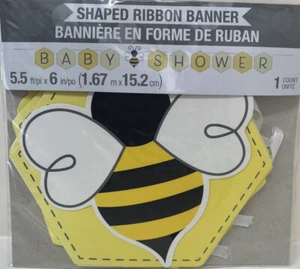 SHAPED RIBBON BANNER
BANNIÈRE EN FORME DE RUBAN
BABY SHOWER
5.5 ft/pi x 6 in/po (1.67 m x 15.2 cm)
1 COUNT
UNITÉ